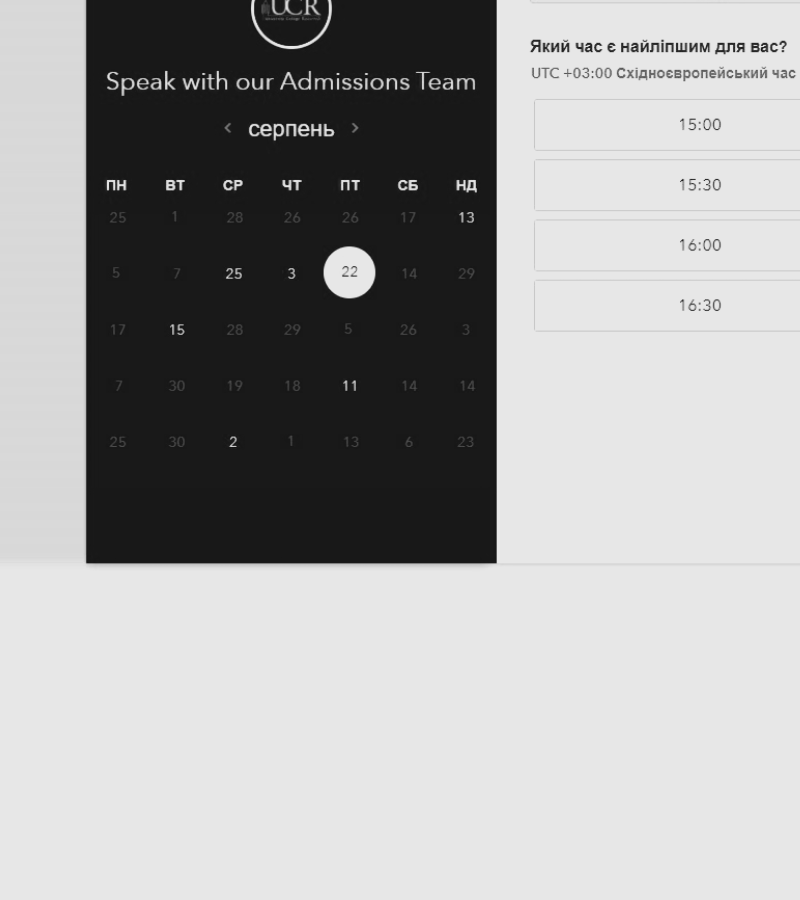 UCR
Speak with our Admissions Team
серпень
ПН ВТ СР ЧТ ПТ СБ НД
25 1 28 26 26 17 13
5 7 25 3 22 14 29
17 15 28 29 5 26 3
7 30 19 18 11 14 14
25 30 2 1 13 6 23
Який час є найліпшим для вас?
UTC +03:00 Східноєвропейський час
15:00
15:30
16:00
16:30